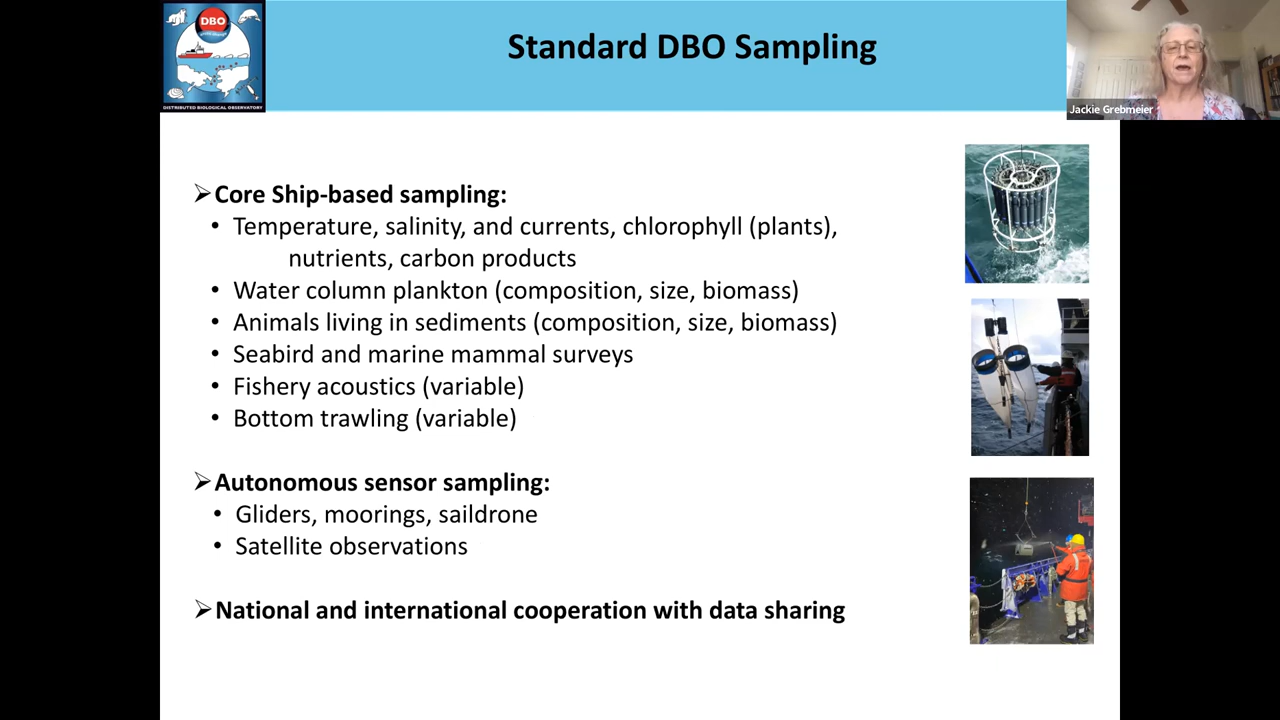 DBO
DISTRIBUTED BIOLOGICAL OBSERVATORY
Standard DBO Sampling
Jackie Grebmeier
➢Core Ship-based sampling:
• Temperature, salinity, and currents, chlorophyll (plants),
nutrients, carbon products
• Water column plankton (composition, size, biomass)
• Animals living in sediments (composition, size, biomass)
• Seabird and marine mammal surveys
• Fishery acoustics (variable)
• Bottom trawling (variable)
➢Autonomous sensor sampling:
• Gliders, moorings, saildrone
• Satellite observations
➢National and international cooperation with data sharing